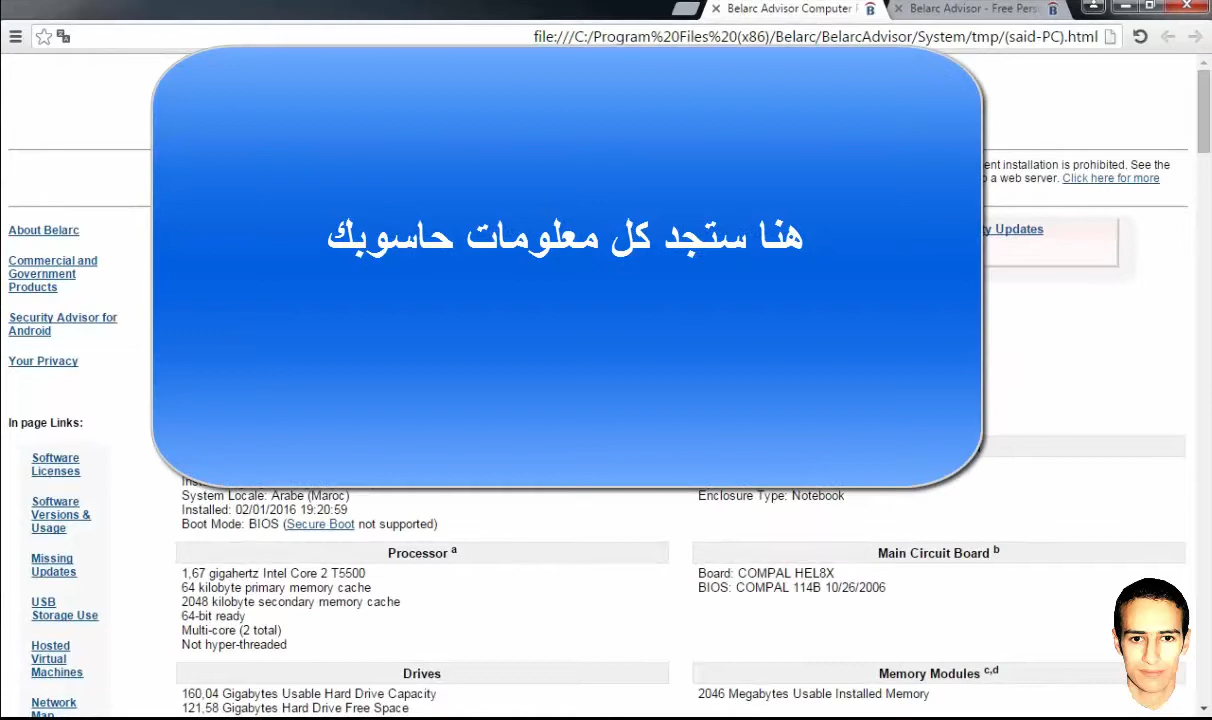 Belarc Advisor Computer
Belarc Advisor - Free Pers
file:///C:/Program%20Files%20(x86)/Belarc/BelarcAdvisor/System/tmp/(said-PC).html
هنا ستجد كل معلومات حاسوبك
ent installation is prohibited. See the
a web server. Click here for more
Updates
About Belarc
Commercial and
Government
Products
Security Advisor for
Android
Your Privacy
In page Links:
Software
Licenses
Software
Versions &
Usage
Missing
Updates
USB
Storage Use
Hosted
Virtual
Machines
Network
Map
System Locale: Arabe (Maroc)
Installed: 02/01/2016 19:20:59
Boot Mode: BIOS (Secure Boot not supported)
Enclosure Type: Notebook
Processor a
1,67 gigahertz Intel Core 2 T5500
64 kilobyte primary memory cache
2048 kilobyte secondary memory cache
64-bit ready
Multi-core (2 total)
Not hyper-threaded
Main Circuit Board b
Board: COMPAL HEL8X
BIOS: COMPAL 114B 10/26/2006
Drives
160,04 Gigabytes Usable Hard Drive Capacity
121,58 Gigabytes Hard Drive Free Space
Memory Modules c,d
2046 Megabytes Usable Installed Memory